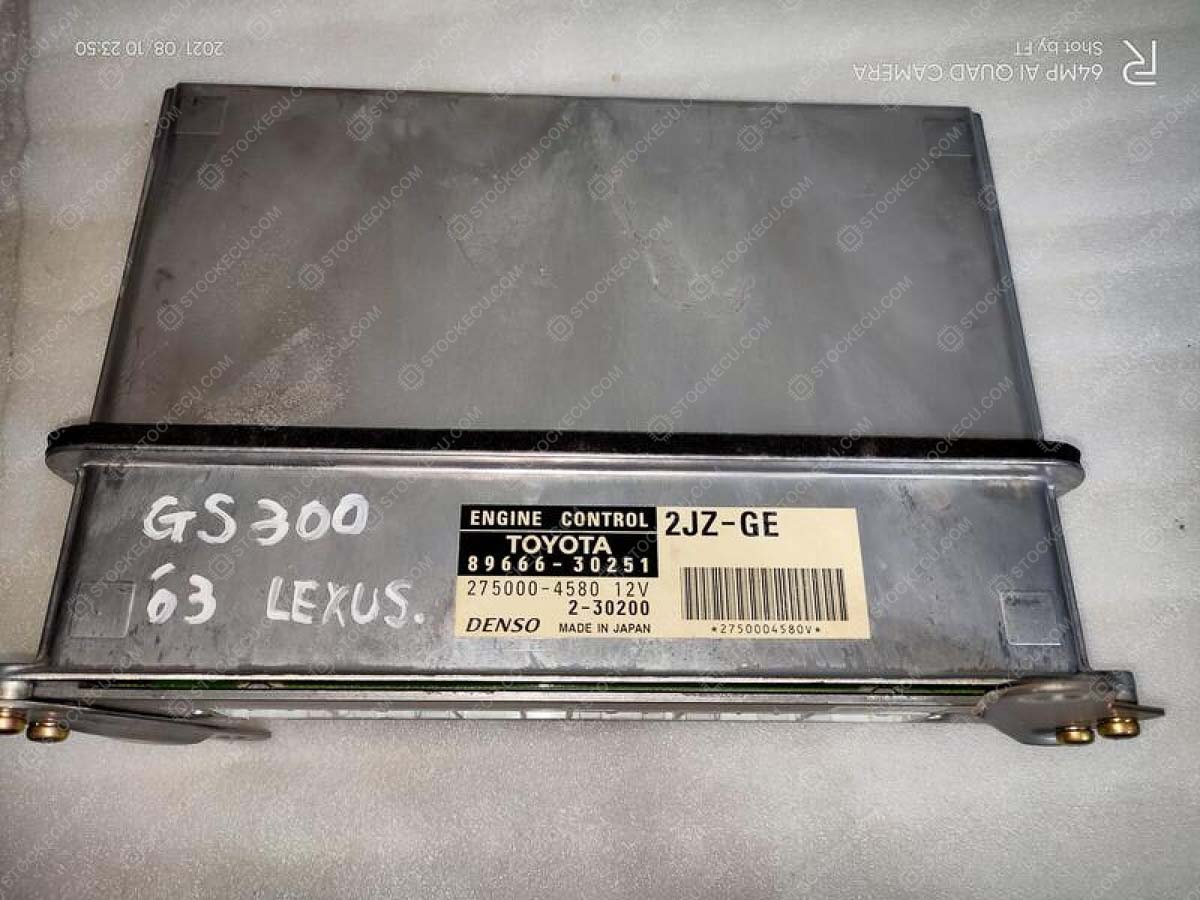 2021 08/10 23:50
64MP AI QUAD CAMERA
Shot by FT
STOCKECU.COM
GS300
63 LEXUS.
ENGINE CONTROL
TOYOTA
89666-30251
275000-4580 12V
2-30200
DENSO MADE IN JAPAN
2JZ-GE
*2750004580V*